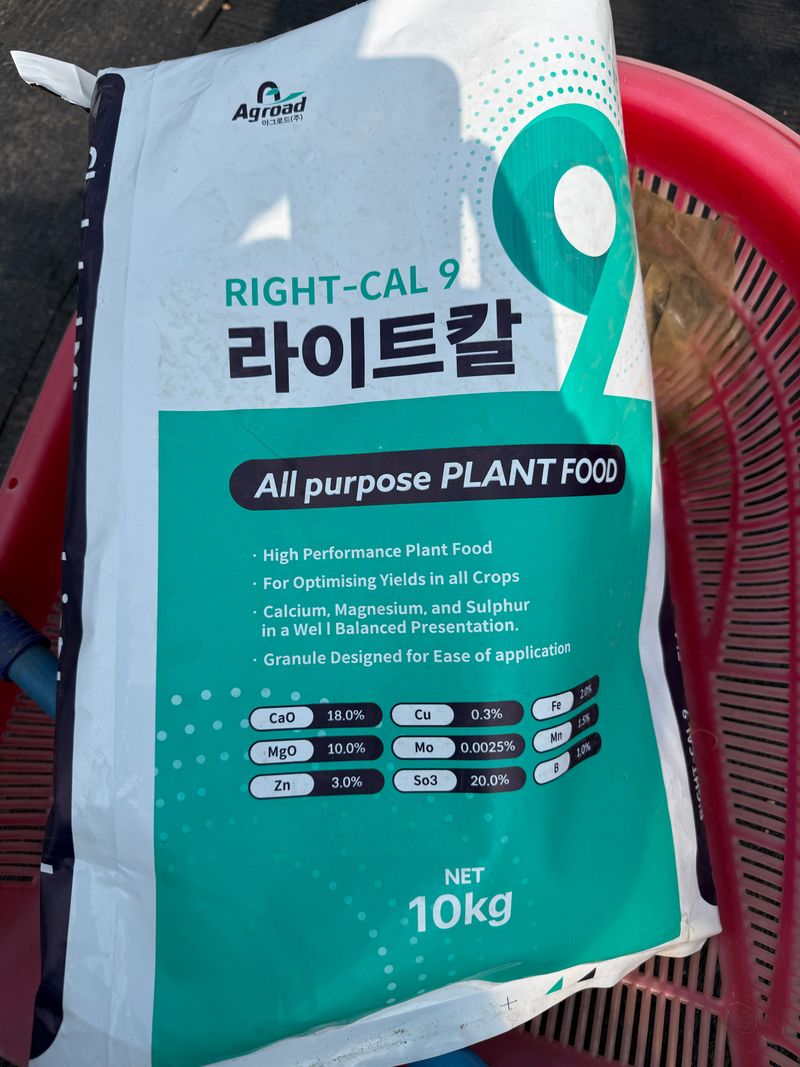 Agroad
아그로드(주)
9
RIGHT-CAL 9
라이트칼
All purpose PLANT FOOD
· High Performance Plant Food
· For Optimising Yields in all Crops
· Calcium, Magnesium, and Sulphur
in a Wel l Balanced Presentation.
· Granule Designed for Ease of application
CaO 18.0% Cu 0.3% Fe 2.0%
MgO 10.0% Mo 0.0025% Mn 1.5%
Zn 3.0% So3 20.0% B 1.0%
NET
10kg
RIGHT-CAL 9